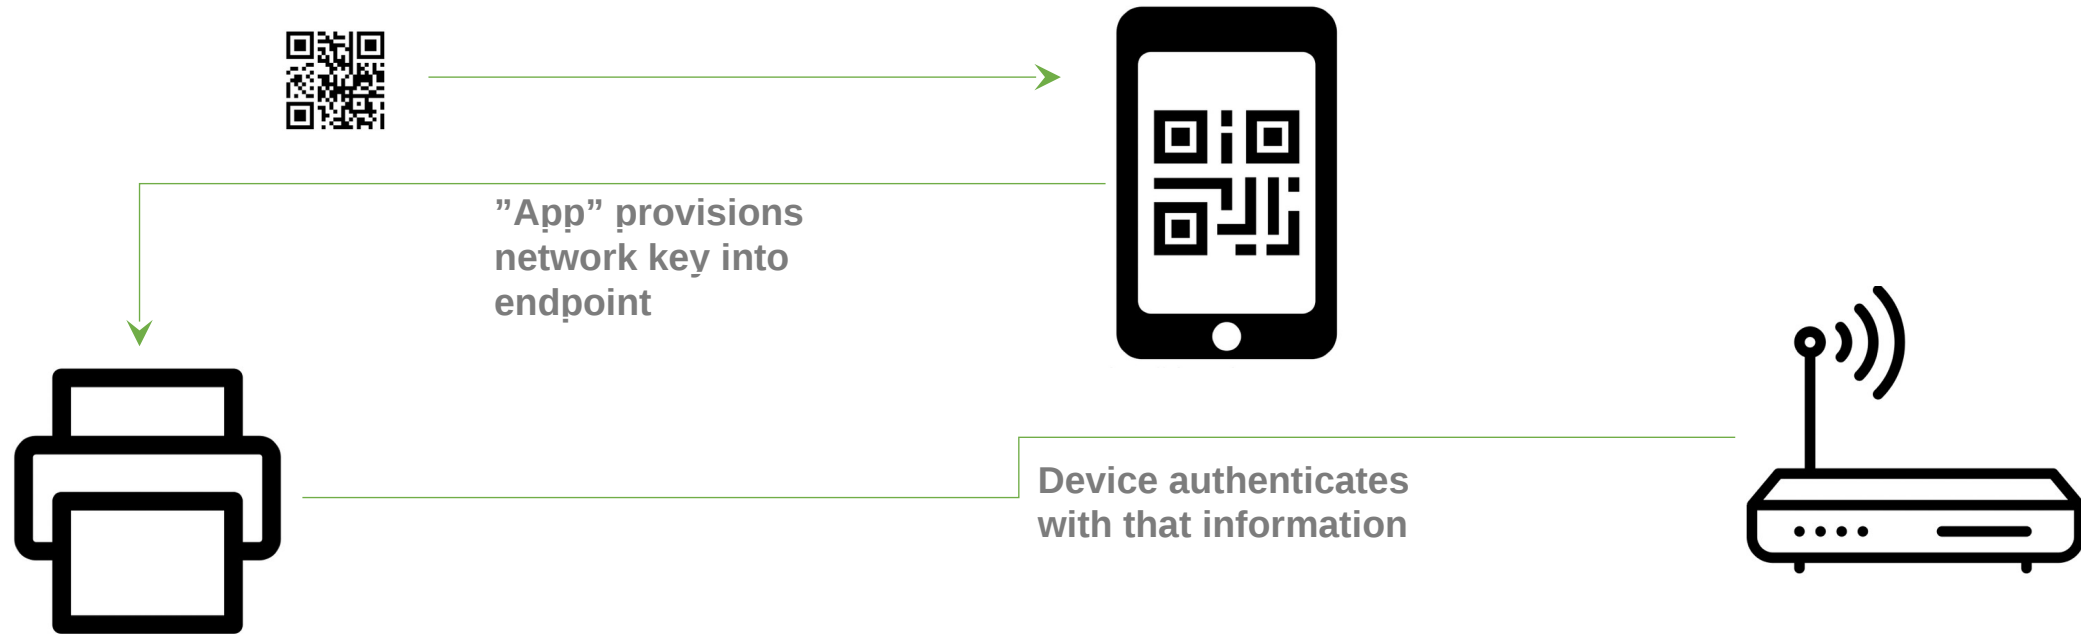 ”App” provisions
network key into
endpoint
Device authenticates
with that information